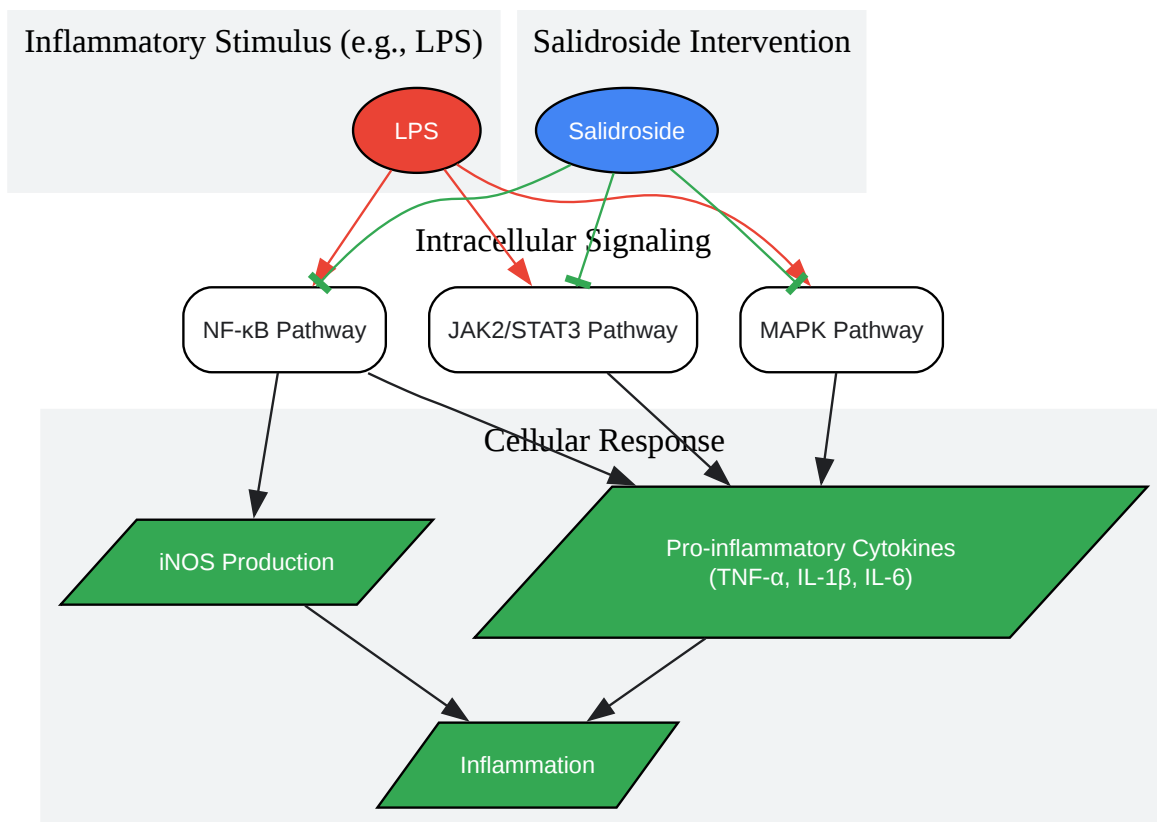 Inflammatory Stimulus (e.g., LPS)
Salidroside Intervention
LPS
Salidroside
Intracellular Signaling
NF-κB Pathway
JAK2/STAT3 Pathway
MAPK Pathway
Cellular Response
iNOS Production
Pro-inflammatory Cytokines
(TNF-α, IL-1β, IL-6)
Inflammation